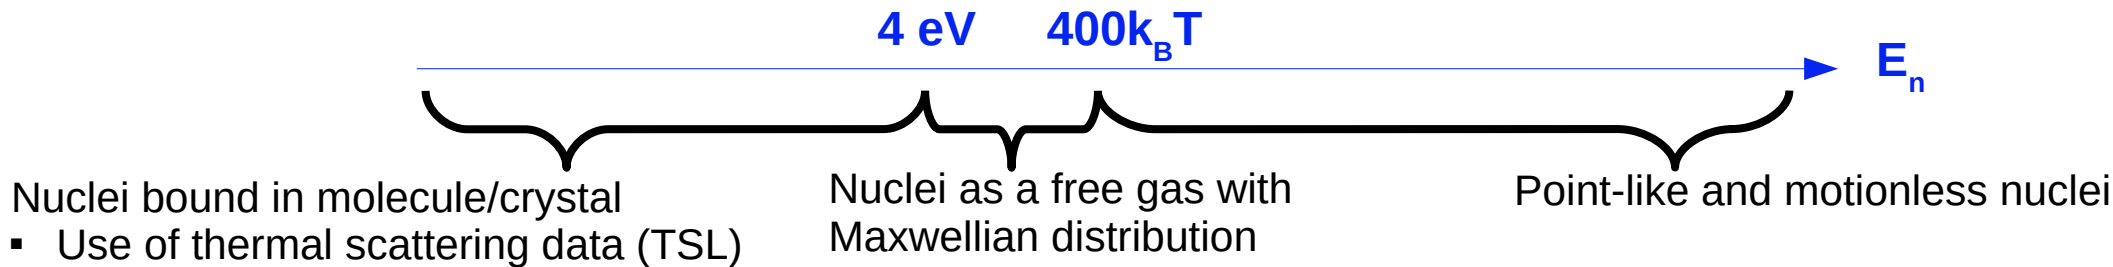 4 eV
400kBT
En
Nuclei bound in molecule/crystal
▪ Use of thermal scattering data (TSL)
Nuclei as a free gas with
Maxwellian distribution
Point-like and motionless nuclei